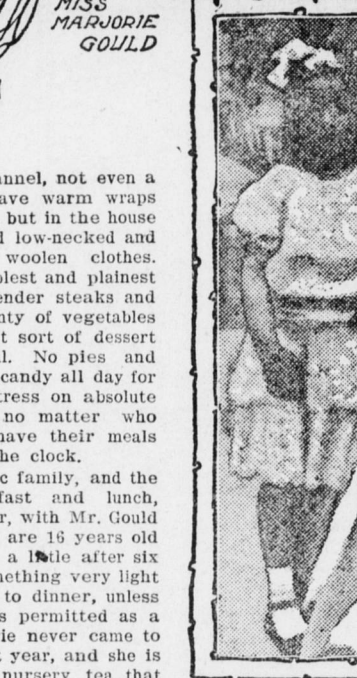 MISS
MARJORIE
GOULD
annel, not even a
ave warm wraps
but in the house
low-necked and
woolen clothes.
plest and plainest
ender steaks and
nty of vegetables
t sort of dessert
l. No pies and
candy all day for
tress on absolute
no matter who
have their meals
he clock.
c family, and the
fast and lunch,
r, with Mr. Gould
are 16 years old
a little after six
mething very light
to dinner, unless
s permitted as a
ie never came to
year, and she is
nursery tea that